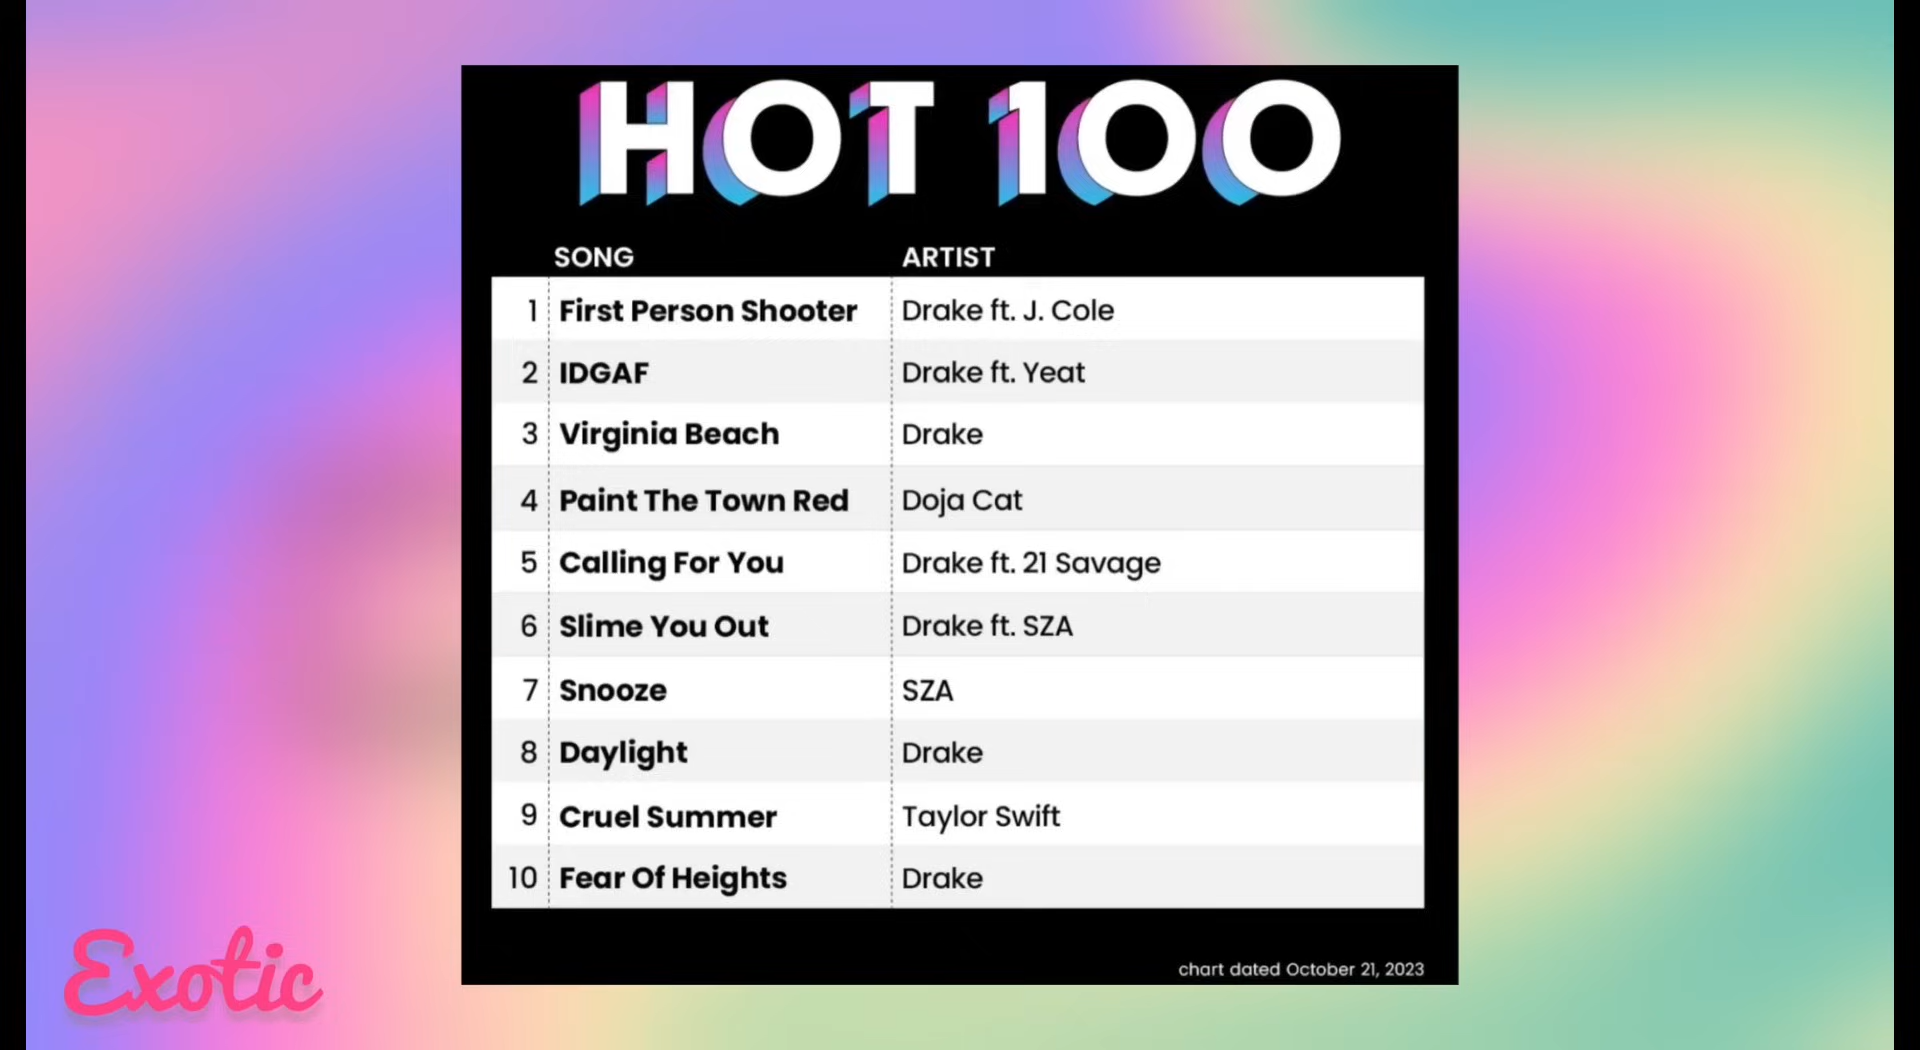 HOT 100
SONG ARTIST
1 First Person Shooter Drake ft. J. Cole
2 IDGAF Drake ft. Yeat
3 Virginia Beach Drake
4 Paint The Town Red Doja Cat
5 Calling For You Drake ft. 21 Savage
6 Slime You Out Drake ft. SZA
7 Snooze SZA
8 Daylight Drake
9 Cruel Summer Taylor Swift
10 Fear Of Heights Drake
chart dated October 21, 2023
Exotic